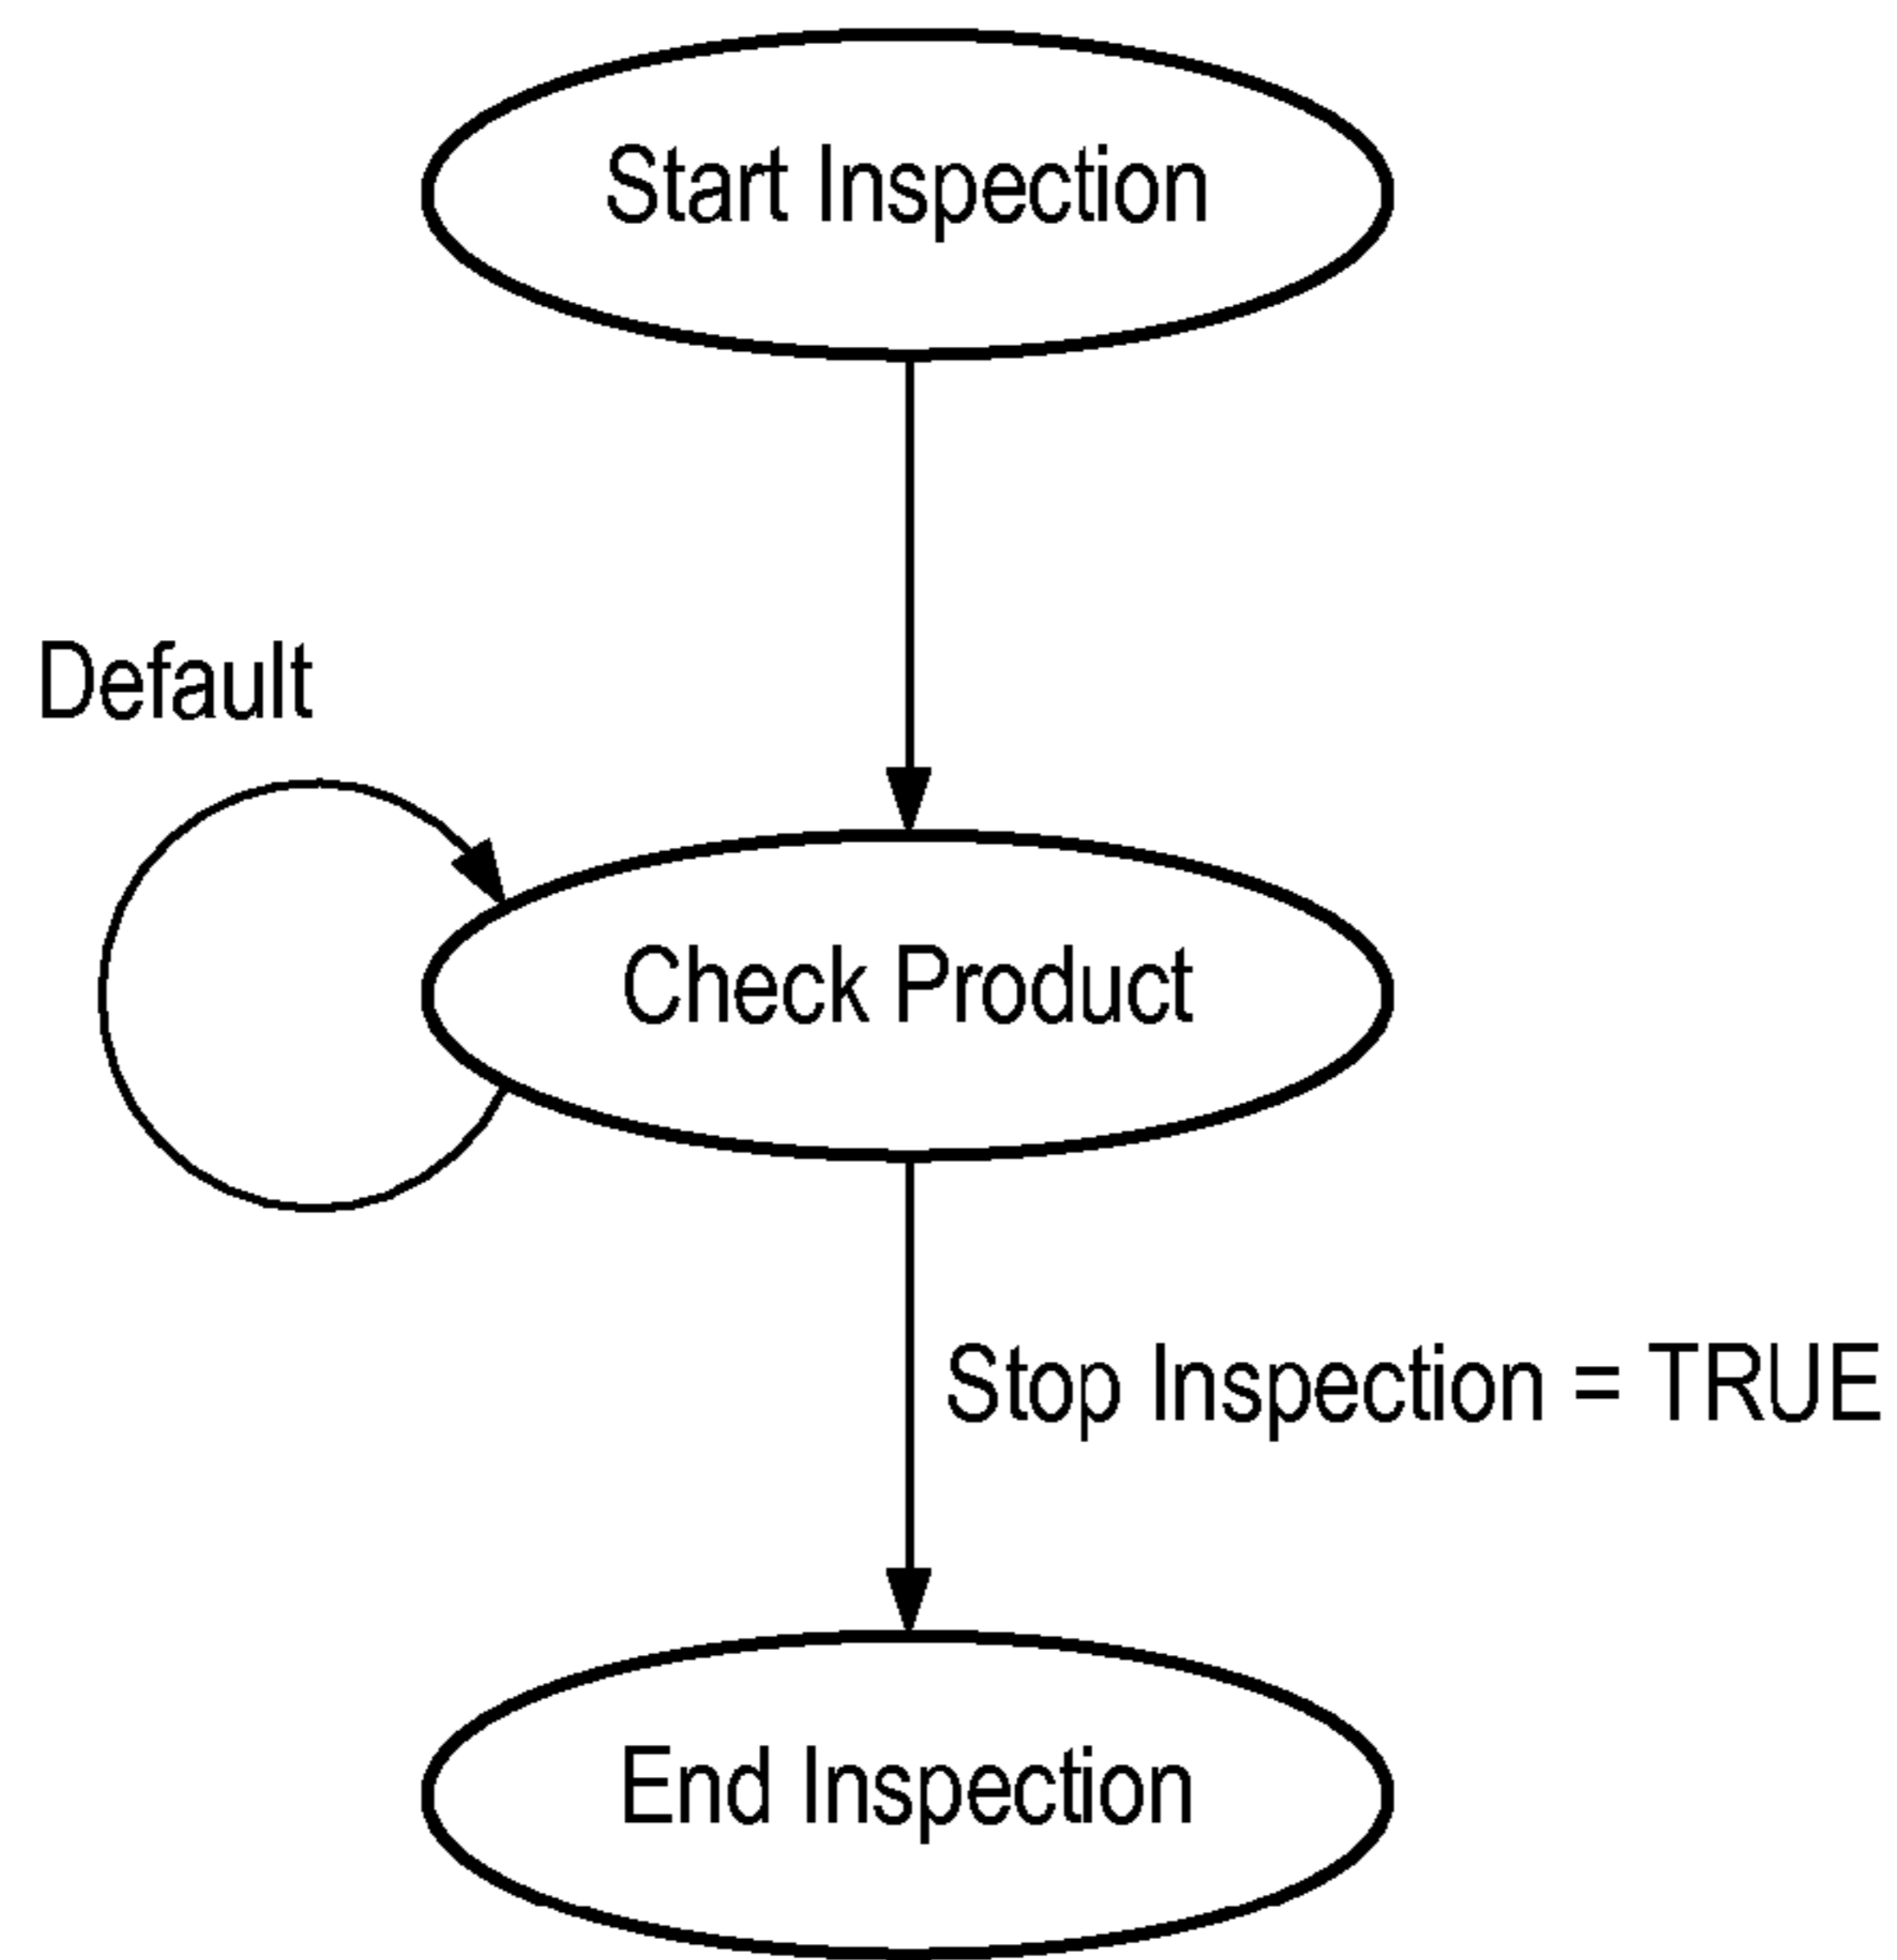 Start Inspection
Default
Check Product
Stop Inspection = TRUE
End Inspection